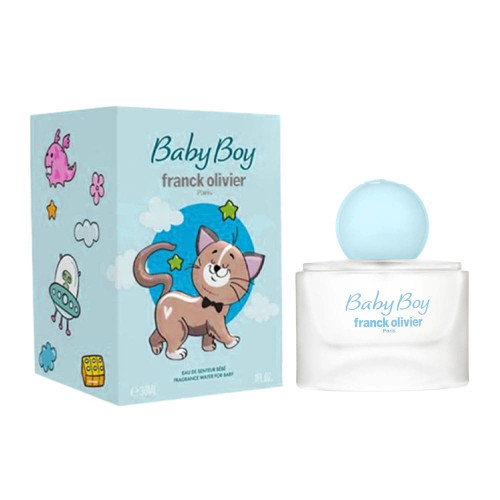 Baby Boy
franck olivier
Paris
EAU DE SENTEUR BÉBÉ
FRAGRANCE WATER FOR BABY
Baby Boy
franck olivier
Paris